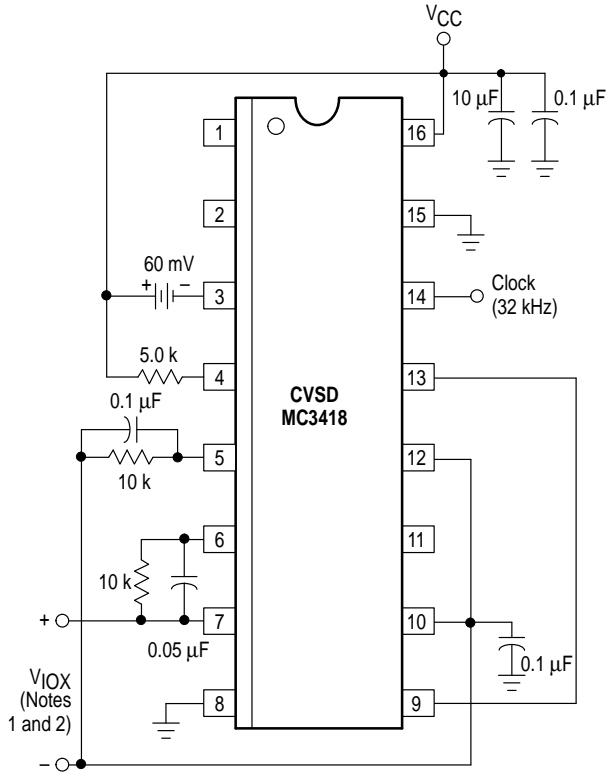 VCC
10 μF
0.1 μF
1
16
2
15
60 mV
+
−
3
14
Clock
(32 kHz)
5.0 k
4
13
CVSD
MC3418
0.1 μF
10 k
5
12
6
11
10 k
+
7
10
0.05 μF
0.1 μF
VIOX
(Notes
1 and 2)
8
9
−